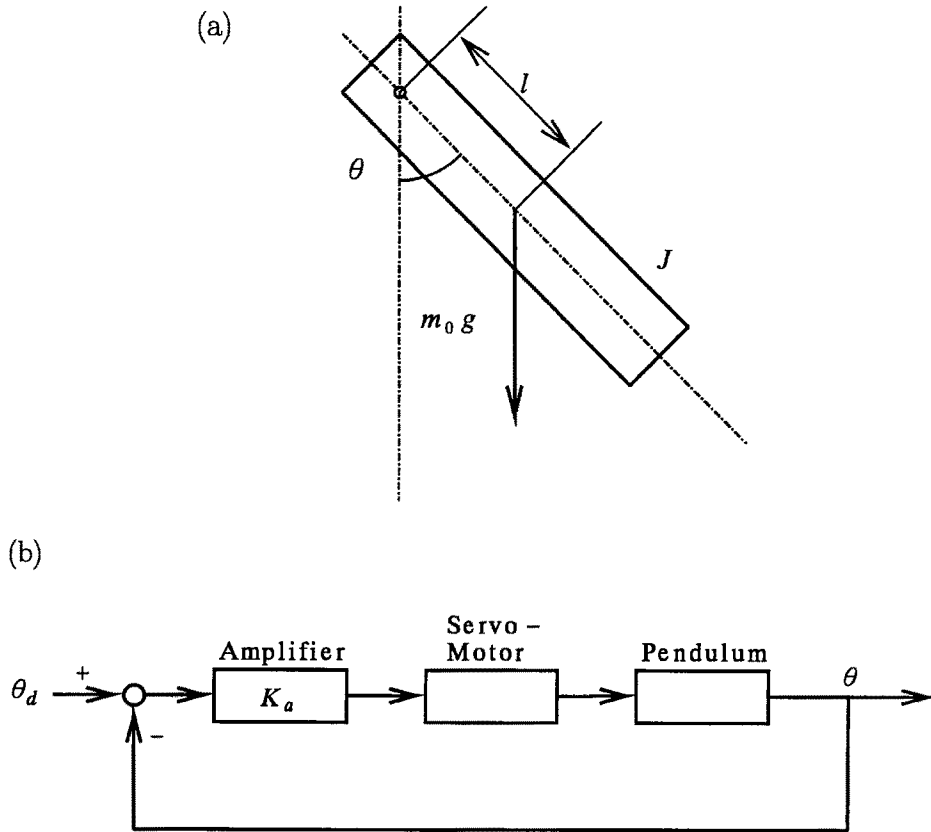 (a)
l
θ
J
m₀ g
(b)
Servo –
Amplifier Motor Pendulum
θ_d + K_a θ
–